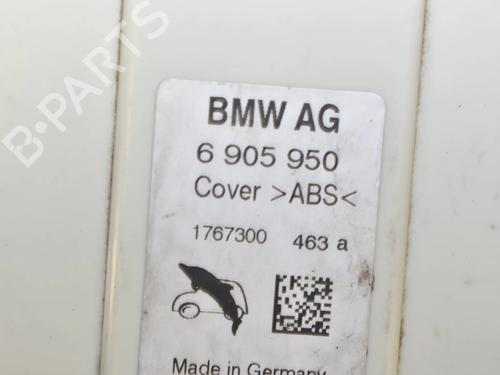 B-PARTS
BMW AG
6 905 950
Cover >ABS<
1767300 463 a
Made in Germany